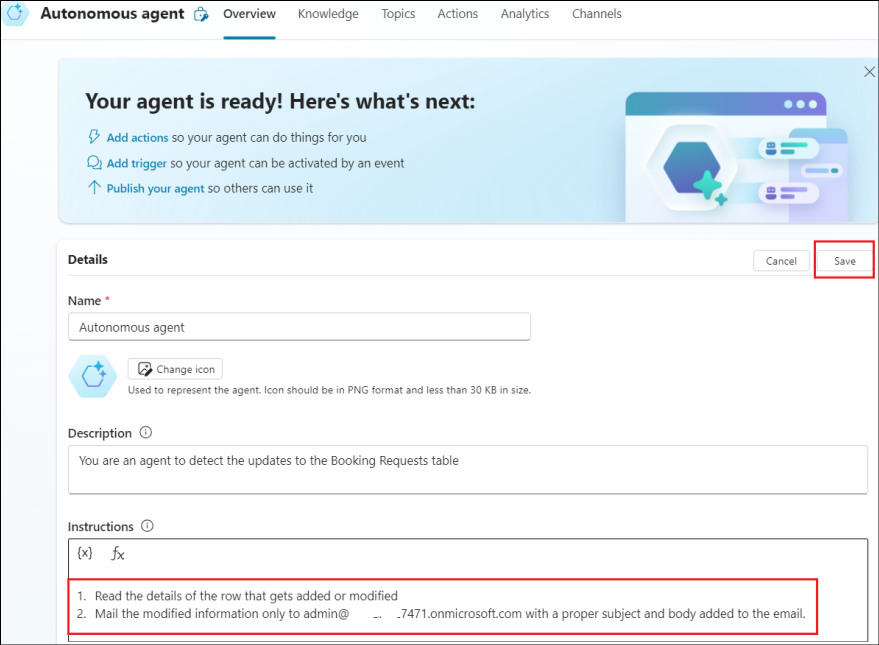 Autonomous agent Overview Knowledge Topics Actions Analytics Channels
Your agent is ready! Here's what's next:
Add actions so your agent can do things for you
Add trigger so your agent can be activated by an event
Publish your agent so others can use it
Details Cancel Save
Name *
Autonomous agent
Change icon
Used to represent the agent. Icon should be in PNG format and less than 30 KB in size.
Description
You are an agent to detect the updates to the Booking Requests table
Instructions
{x} fx
1. Read the details of the row that gets added or modified
2. Mail the modified information only to admin@ 7471.onmicrosoft.com with a proper subject and body added to the email.